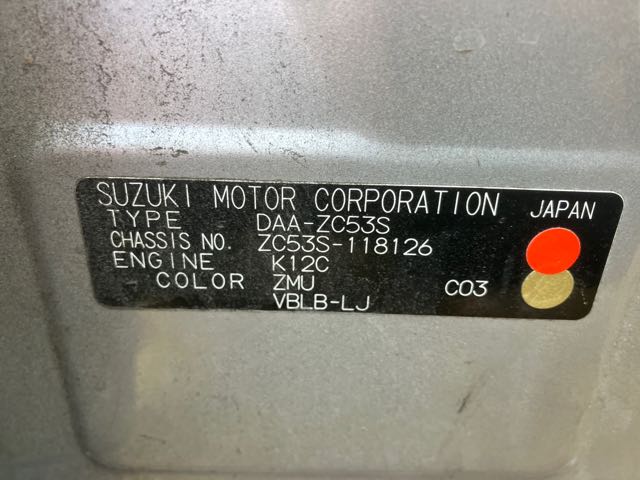 SUZUKI MOTOR CORPORATION JAPAN
TYPE DAA-ZC53S
CHASSIS NO. ZC53S-118126
ENGINE K12C
COLOR ZMU C03
VBLB-LJ